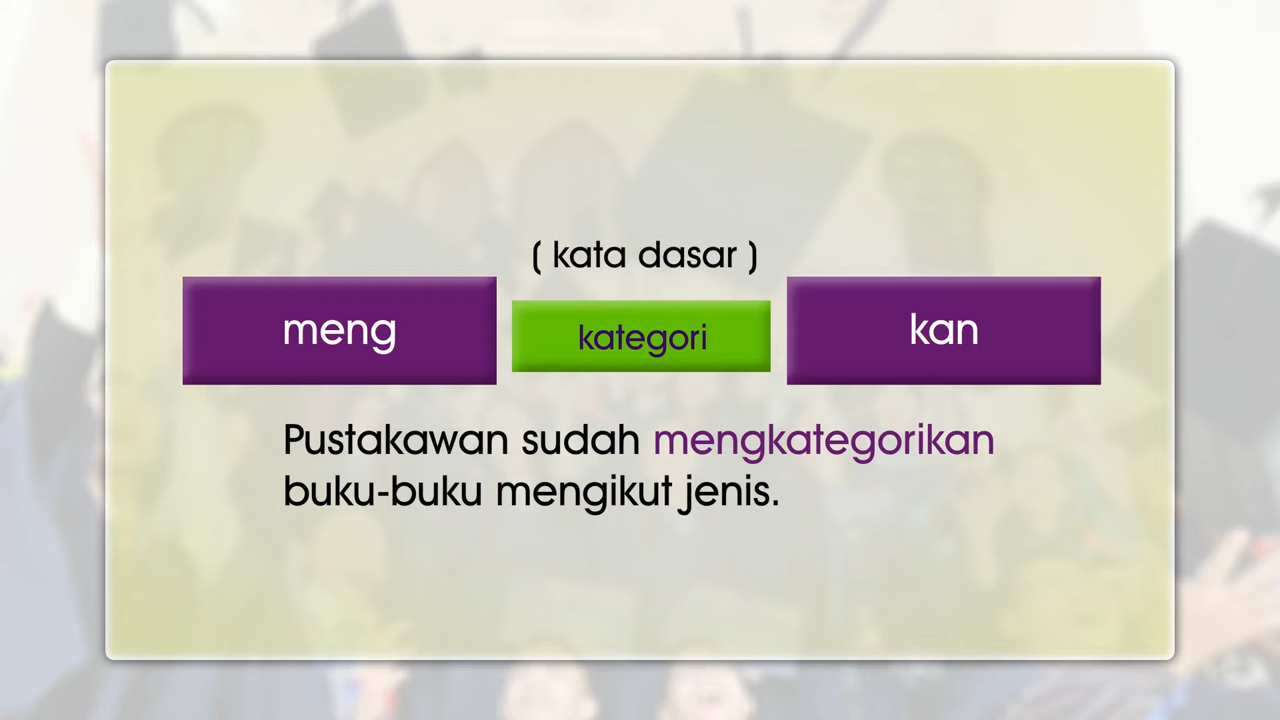 ( kata dasar )
meng kategori kan
Pustakawan sudah mengkategorikan
buku-buku mengikut jenis.